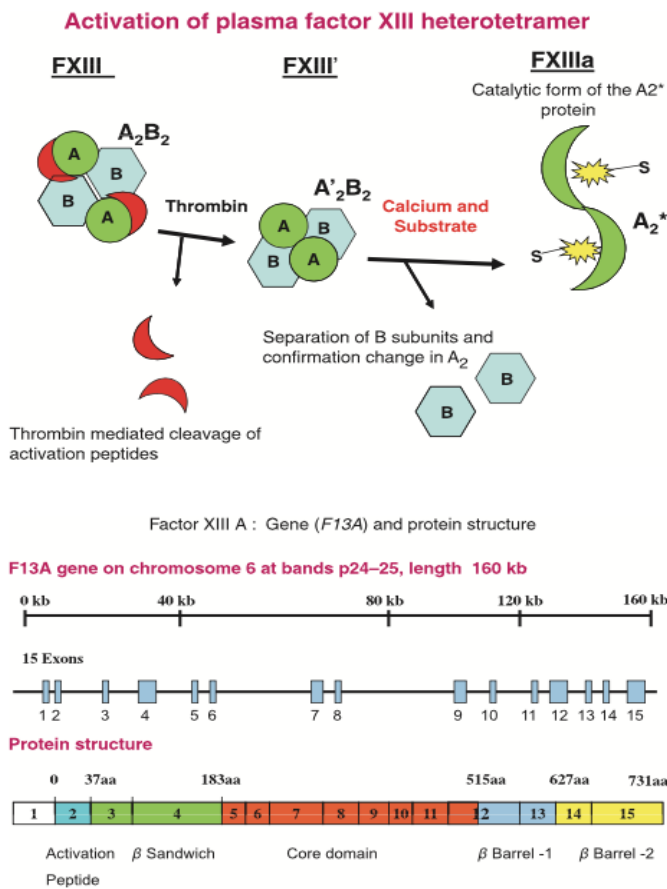 Activation of plasma factor XIII heterotetramer
FXIII
FXIII'
FXIIIa
Catalytic form of the A2*
protein
A2B2
A
B
B
A
Thrombin
A'2B2
A
B
B
A
Calcium and
Substrate
S
S
A2*
Separation of B subunits and
confirmation change in A2
B
B
Thrombin mediated cleavage of
activation peptides
Factor XIII A : Gene (F13A) and protein structure
F13A gene on chromosome 6 at bands p24–25, length 160 kb
0 kb 40 kb 80 kb 120 kb 160 kb
15 Exons
1 2 3 4 5 6 7 8 9 10 11 12 13 14 15
Protein structure
0 37aa 183aa 515aa 627aa 731aa
1 2 3 4 5 6 7 8 9 10 11 12 13 14 15
Activation β Sandwich Core domain β Barrel -1 β Barrel -2
Peptide